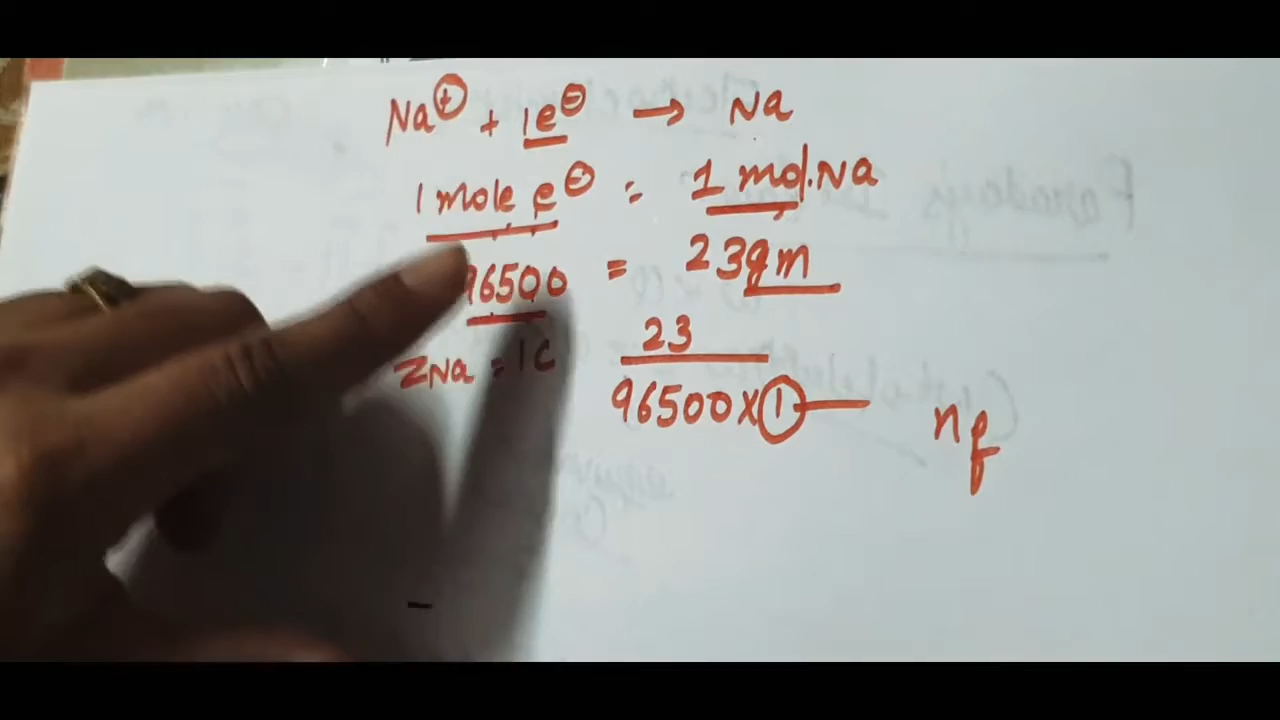 Na⊕ + 1e⊖ → Na
1 mole e⊖ : 1 mol.Na
96500 = 23gm
ZNa = 1C 23
96500×1 — nf